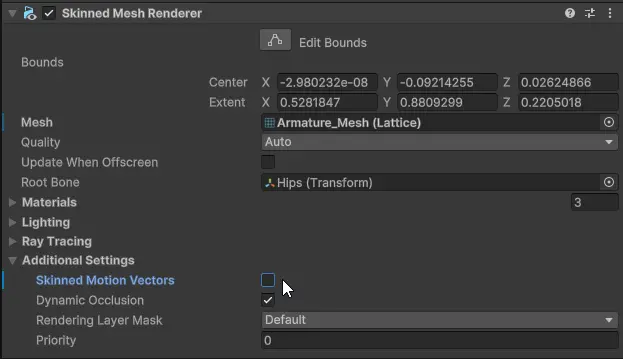 Skinned Mesh Renderer
Edit Bounds
Bounds
Center X -2.980232e-08 Y -0.09214255 Z 0.02624866
Extent X 0.5281847 Y 0.8809299 Z 0.2205018
Mesh Armature_Mesh (Lattice)
Quality Auto
Update When Offscreen
Root Bone Hips (Transform)
Materials 3
Lighting
Ray Tracing
Additional Settings
Skinned Motion Vectors
Dynamic Occlusion
Rendering Layer Mask Default
Priority 0